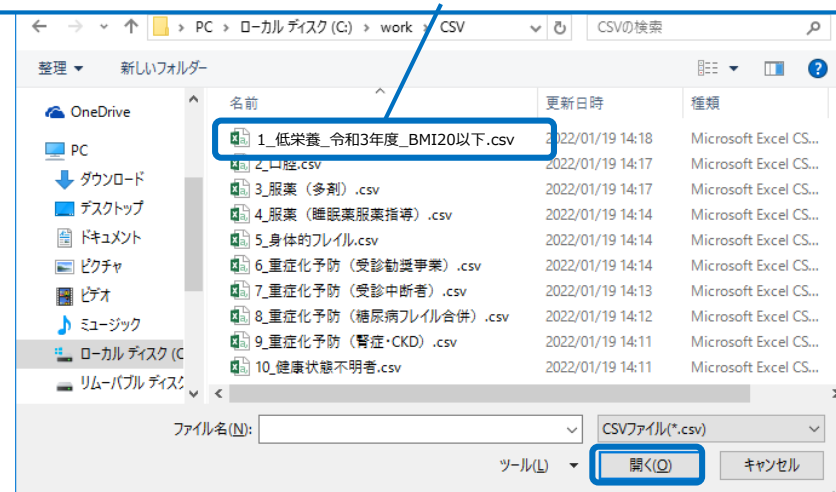 PC › ローカル ディスク (C:) › work › CSV
CSVの検索
整理
新しいフォルダー
名前 更新日時 種類
OneDrive
PC
ダウンロード
デスクトップ
ドキュメント
ピクチャ
ビデオ
ミュージック
ローカル ディスク (C
リムーバブル ディスク
1_低栄養_令和3年度_BMI20以下.csv 2022/01/19 14:18 Microsoft Excel CS...
2_口腔.csv 2022/01/19 14:17 Microsoft Excel CS...
3_服薬（多剤）.csv 2022/01/19 14:17 Microsoft Excel CS...
4_服薬（睡眠薬服薬指導）.csv 2022/01/19 14:14 Microsoft Excel CS...
5_身体的フレイル.csv 2022/01/19 14:14 Microsoft Excel CS...
6_重症化予防（受診勧奨事業）.csv 2022/01/19 14:14 Microsoft Excel CS...
7_重症化予防（受診中断者）.csv 2022/01/19 14:13 Microsoft Excel CS...
8_重症化予防（糖尿病フレイル合併）.csv 2022/01/19 14:12 Microsoft Excel CS...
9_重症化予防（腎症・CKD）.csv 2022/01/19 14:11 Microsoft Excel CS...
10_健康状態不明者.csv 2022/01/19 14:11 Microsoft Excel CS...
ファイル名(N):
CSVファイル(*.csv)
ツール(L)
開く(O)
キャンセル